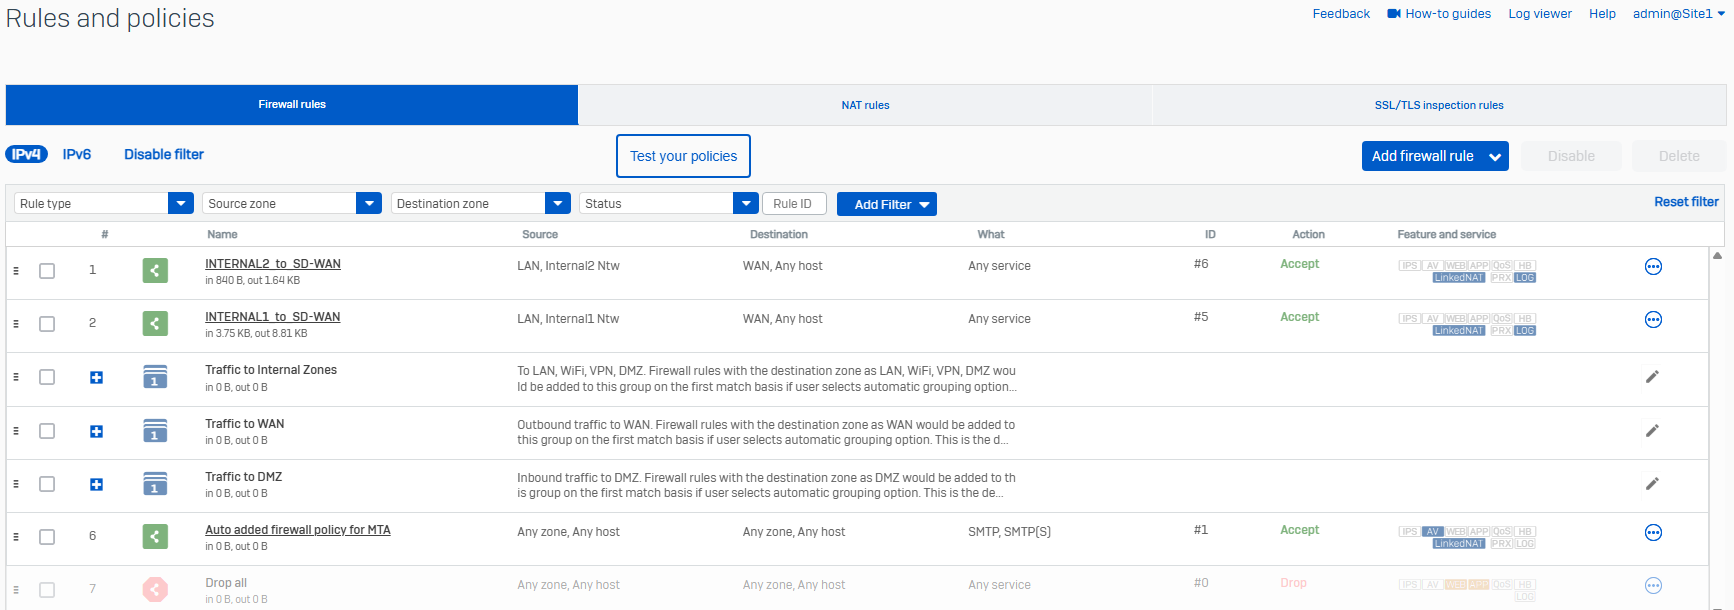 Rules and policies
Feedback How-to guides Log viewer Help admin@Site1
Firewall rules NAT rules SSL/TLS inspection rules
IPv4 IPv6 Disable filter Test your policies Add firewall rule Disable Delete
Rule type Source zone Destination zone Status Rule ID Add Filter Reset filter
# Name Source Destination What ID Action Feature and service
1 INTERNAL2_to_SD-WAN LAN, Internal2 Ntw WAN, Any host Any service #6 Accept IPS AV WEB APP QoS HB
in 840 B, out 1.64 KB LinkedNAT PRX LOG
2 INTERNAL1_to_SD-WAN LAN, Internal1 Ntw WAN, Any host Any service #5 Accept IPS AV WEB APP QoS HB
in 3.75 KB, out 8.81 KB LinkedNAT PRX LOG
1 Traffic to Internal Zones To LAN, WiFi, VPN, DMZ. Firewall rules with the destination zone as LAN, WiFi, VPN, DMZ wou
in 0 B, out 0 B ld be added to this group on the first match basis if user selects automatic grouping option...
1 Traffic to WAN Outbound traffic to WAN. Firewall rules with the destination zone as WAN would be added to
in 0 B, out 0 B this group on the first match basis if user selects automatic grouping option. This is the d...
1 Traffic to DMZ Inbound traffic to DMZ. Firewall rules with the destination zone as DMZ would be added to th
in 0 B, out 0 B is group on the first match basis if user selects automatic grouping option. This is the de...
6 Auto added firewall policy for MTA Any zone, Any host Any zone, Any host SMTP, SMTP(S) #1 Accept IPS AV WEB APP QoS HB
in 0 B, out 0 B LinkedNAT PRX LOG
7 Drop all Any zone, Any host Any zone, Any host Any service #0 Drop IPS AV WEB APP QoS HB
in 0 B, out 0 B LOG